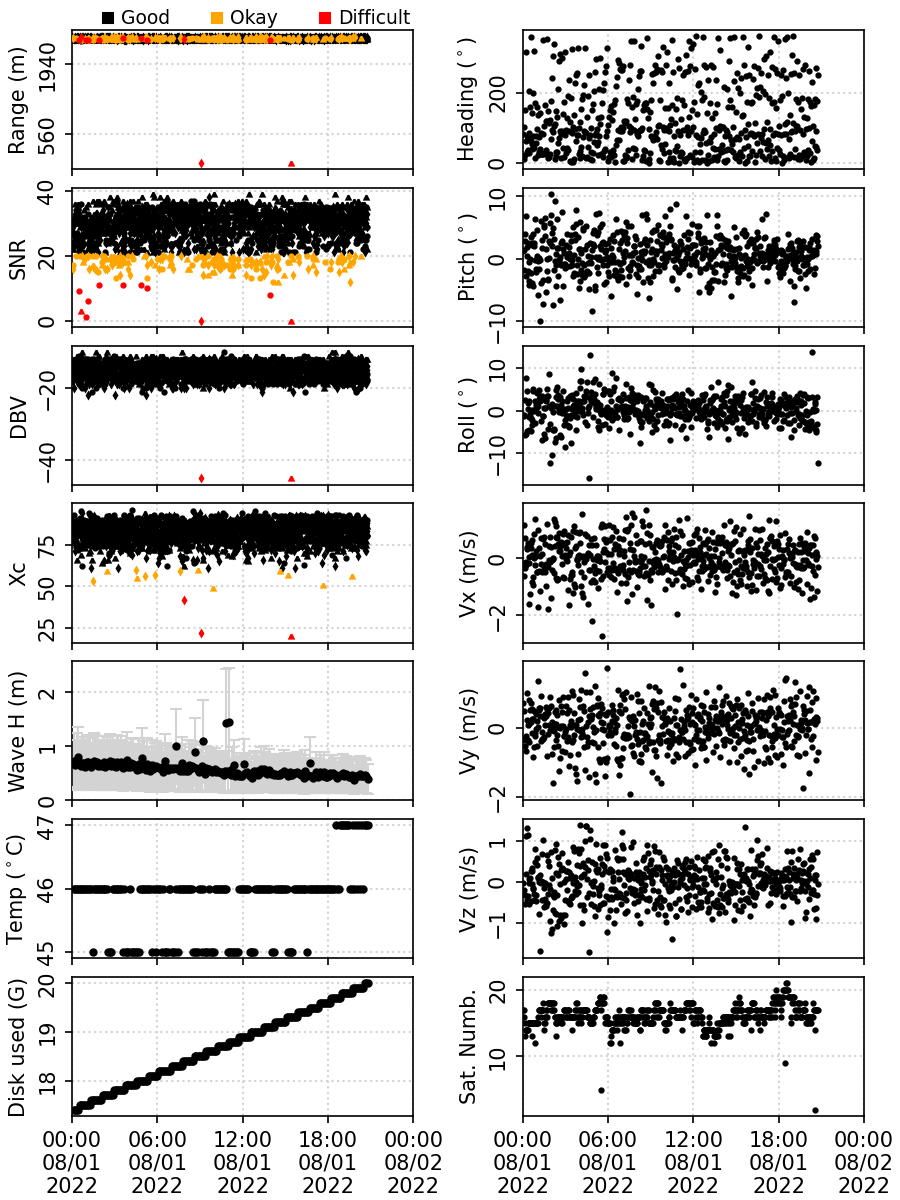 Good Okay Difficult
Range (m)
1940
560
Heading (°)
200
0
SNR
40
20
0
Pitch (°)
10
0
−10
DBV
−20
−40
Roll (°)
10
0
−10
Xc
75
50
25
Vx (m/s)
0
−2
Wave H (m)
2
1
0
Vy (m/s)
0
−2
Temp (°C)
47
46
45
Vz (m/s)
1
0
−1
Disk used (G)
20
19
18
Sat. Numb.
20
10
00:00 06:00 12:00 18:00 00:00
08/01 08/01 08/01 08/01 08/02
2022 2022 2022 2022 2022
00:00 06:00 12:00 18:00 00:00
08/01 08/01 08/01 08/01 08/02
2022 2022 2022 2022 2022